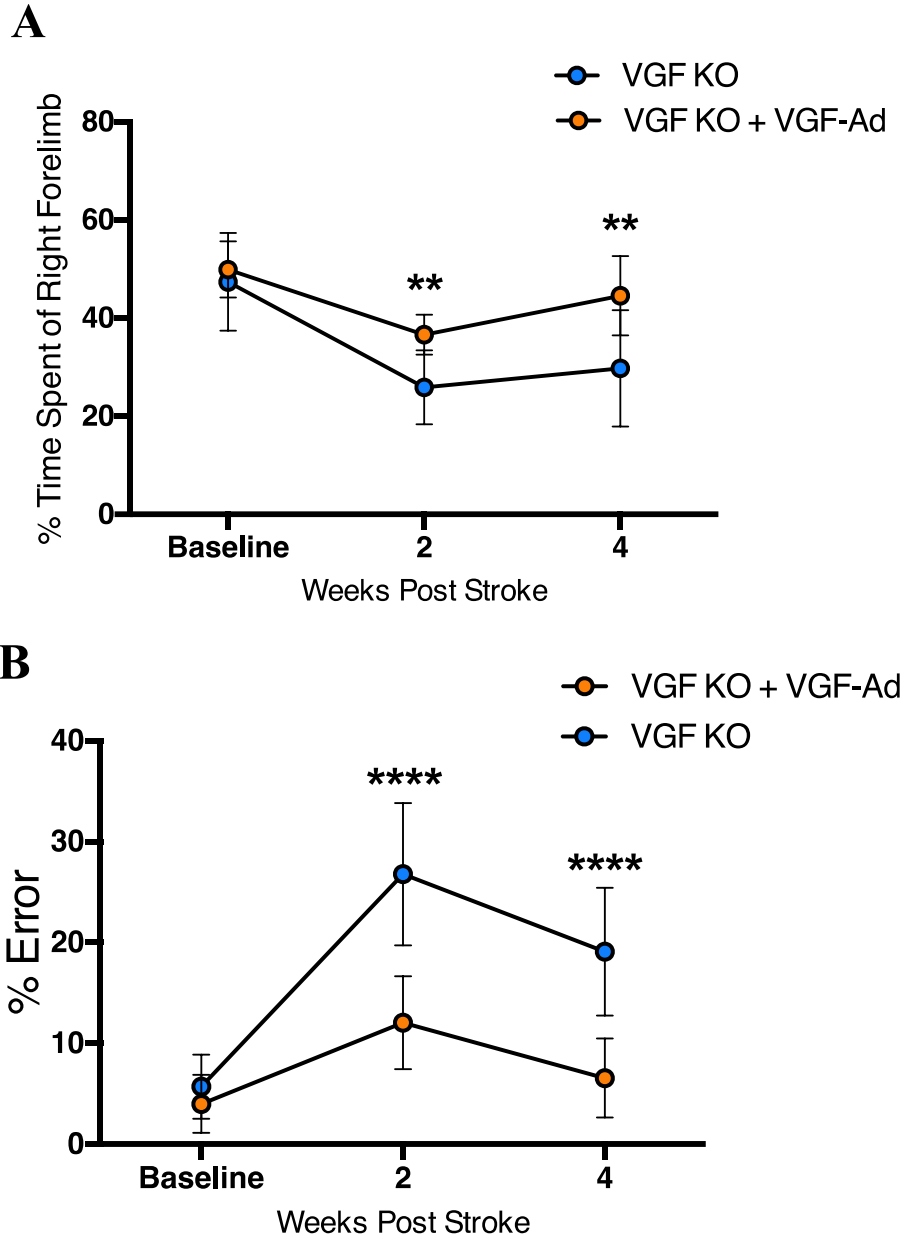 A
VGF KO
VGF KO + VGF-Ad
% Time Spent of Right Forelimb
80
60
40
20
0
**
**
Baseline 2 4
Weeks Post Stroke
B
VGF KO + VGF-Ad
VGF KO
% Error
40
30
20
10
0
****
****
Baseline 2 4
Weeks Post Stroke